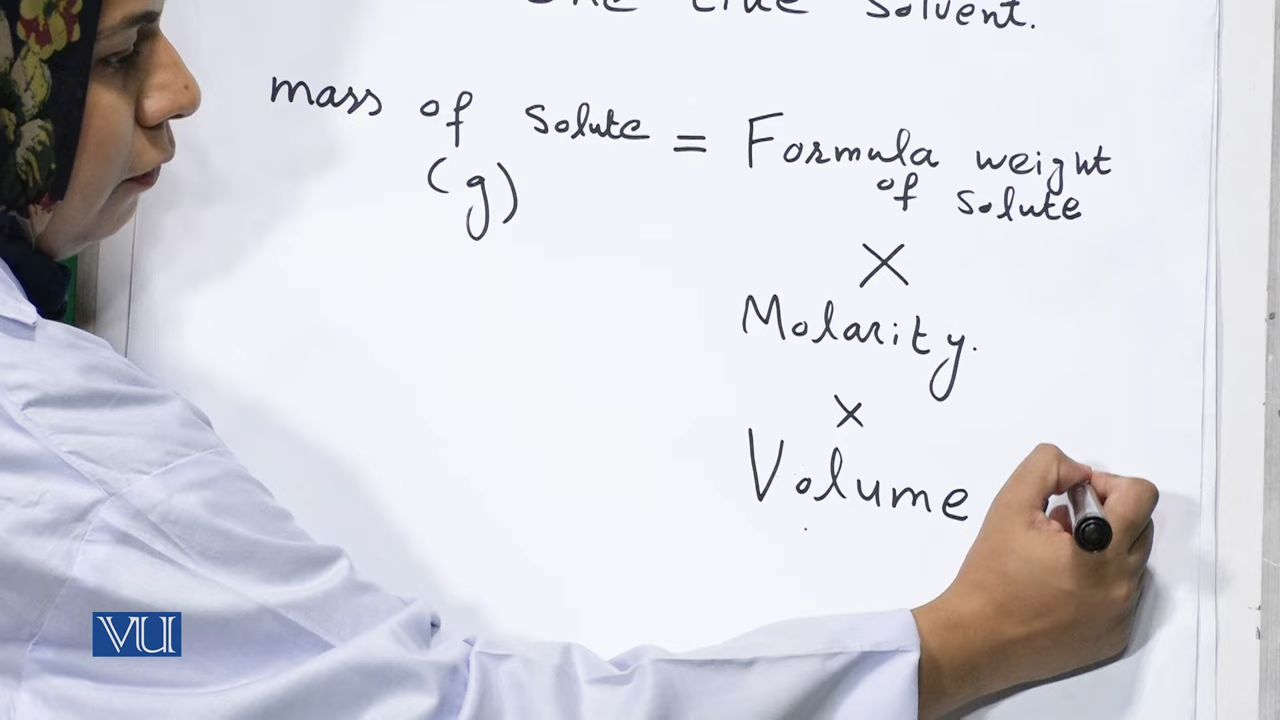 solvent.
mass of solute = Formula weight
(g) of solute
×
Molarity.
×
Volume
VU